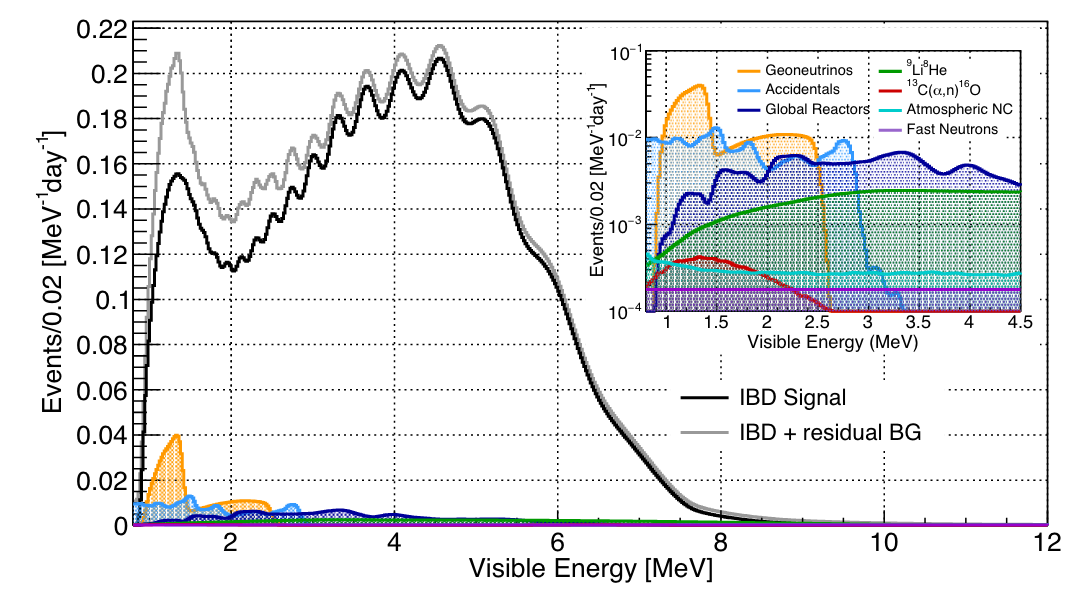 0.22
0.2
0.18
0.16
0.14
0.12
0.1
0.08
0.06
0.04
0.02
0
Events/0.02 [MeV⁻¹day⁻¹]
2
4
6
8
10
12
Visible Energy [MeV]
IBD Signal
IBD + residual BG
10⁻¹
10⁻²
10⁻³
10⁻⁴
Events/0.02 [MeV⁻¹day⁻¹]
Geoneutrinos
Accidentals
Global Reactors
⁹Li⁸He
¹³C(α,n)¹⁶O
Atmospheric NC
Fast Neutrons
1
1.5
2
2.5
3
3.5
4
4.5
Visible Energy (MeV)